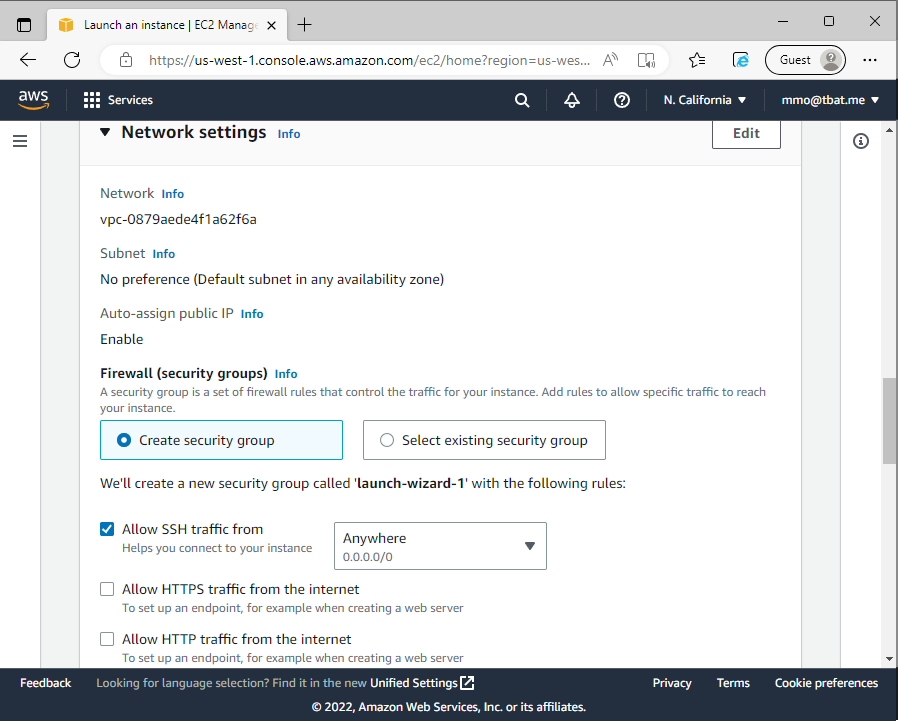 Launch an instance | EC2 Manage
https://us-west-1.console.aws.amazon.com/ec2/home?region=us-wes...
Guest
aws
Services
N. California
mmo@tbat.me
Network settings Info
Edit
Network Info
vpc-0879aede4f1a62f6a
Subnet Info
No preference (Default subnet in any availability zone)
Auto-assign public IP Info
Enable
Firewall (security groups) Info
A security group is a set of firewall rules that control the traffic for your instance. Add rules to allow specific traffic to reach
your instance.
Create security group
Select existing security group
We'll create a new security group called 'launch-wizard-1' with the following rules:
Allow SSH traffic from
Helps you connect to your instance
Anywhere
0.0.0.0/0
Allow HTTPS traffic from the internet
To set up an endpoint, for example when creating a web server
Allow HTTP traffic from the internet
To set up an endpoint, for example when creating a web server
Feedback
Looking for language selection? Find it in the new Unified Settings
Privacy
Terms
Cookie preferences
© 2022, Amazon Web Services, Inc. or its affiliates.